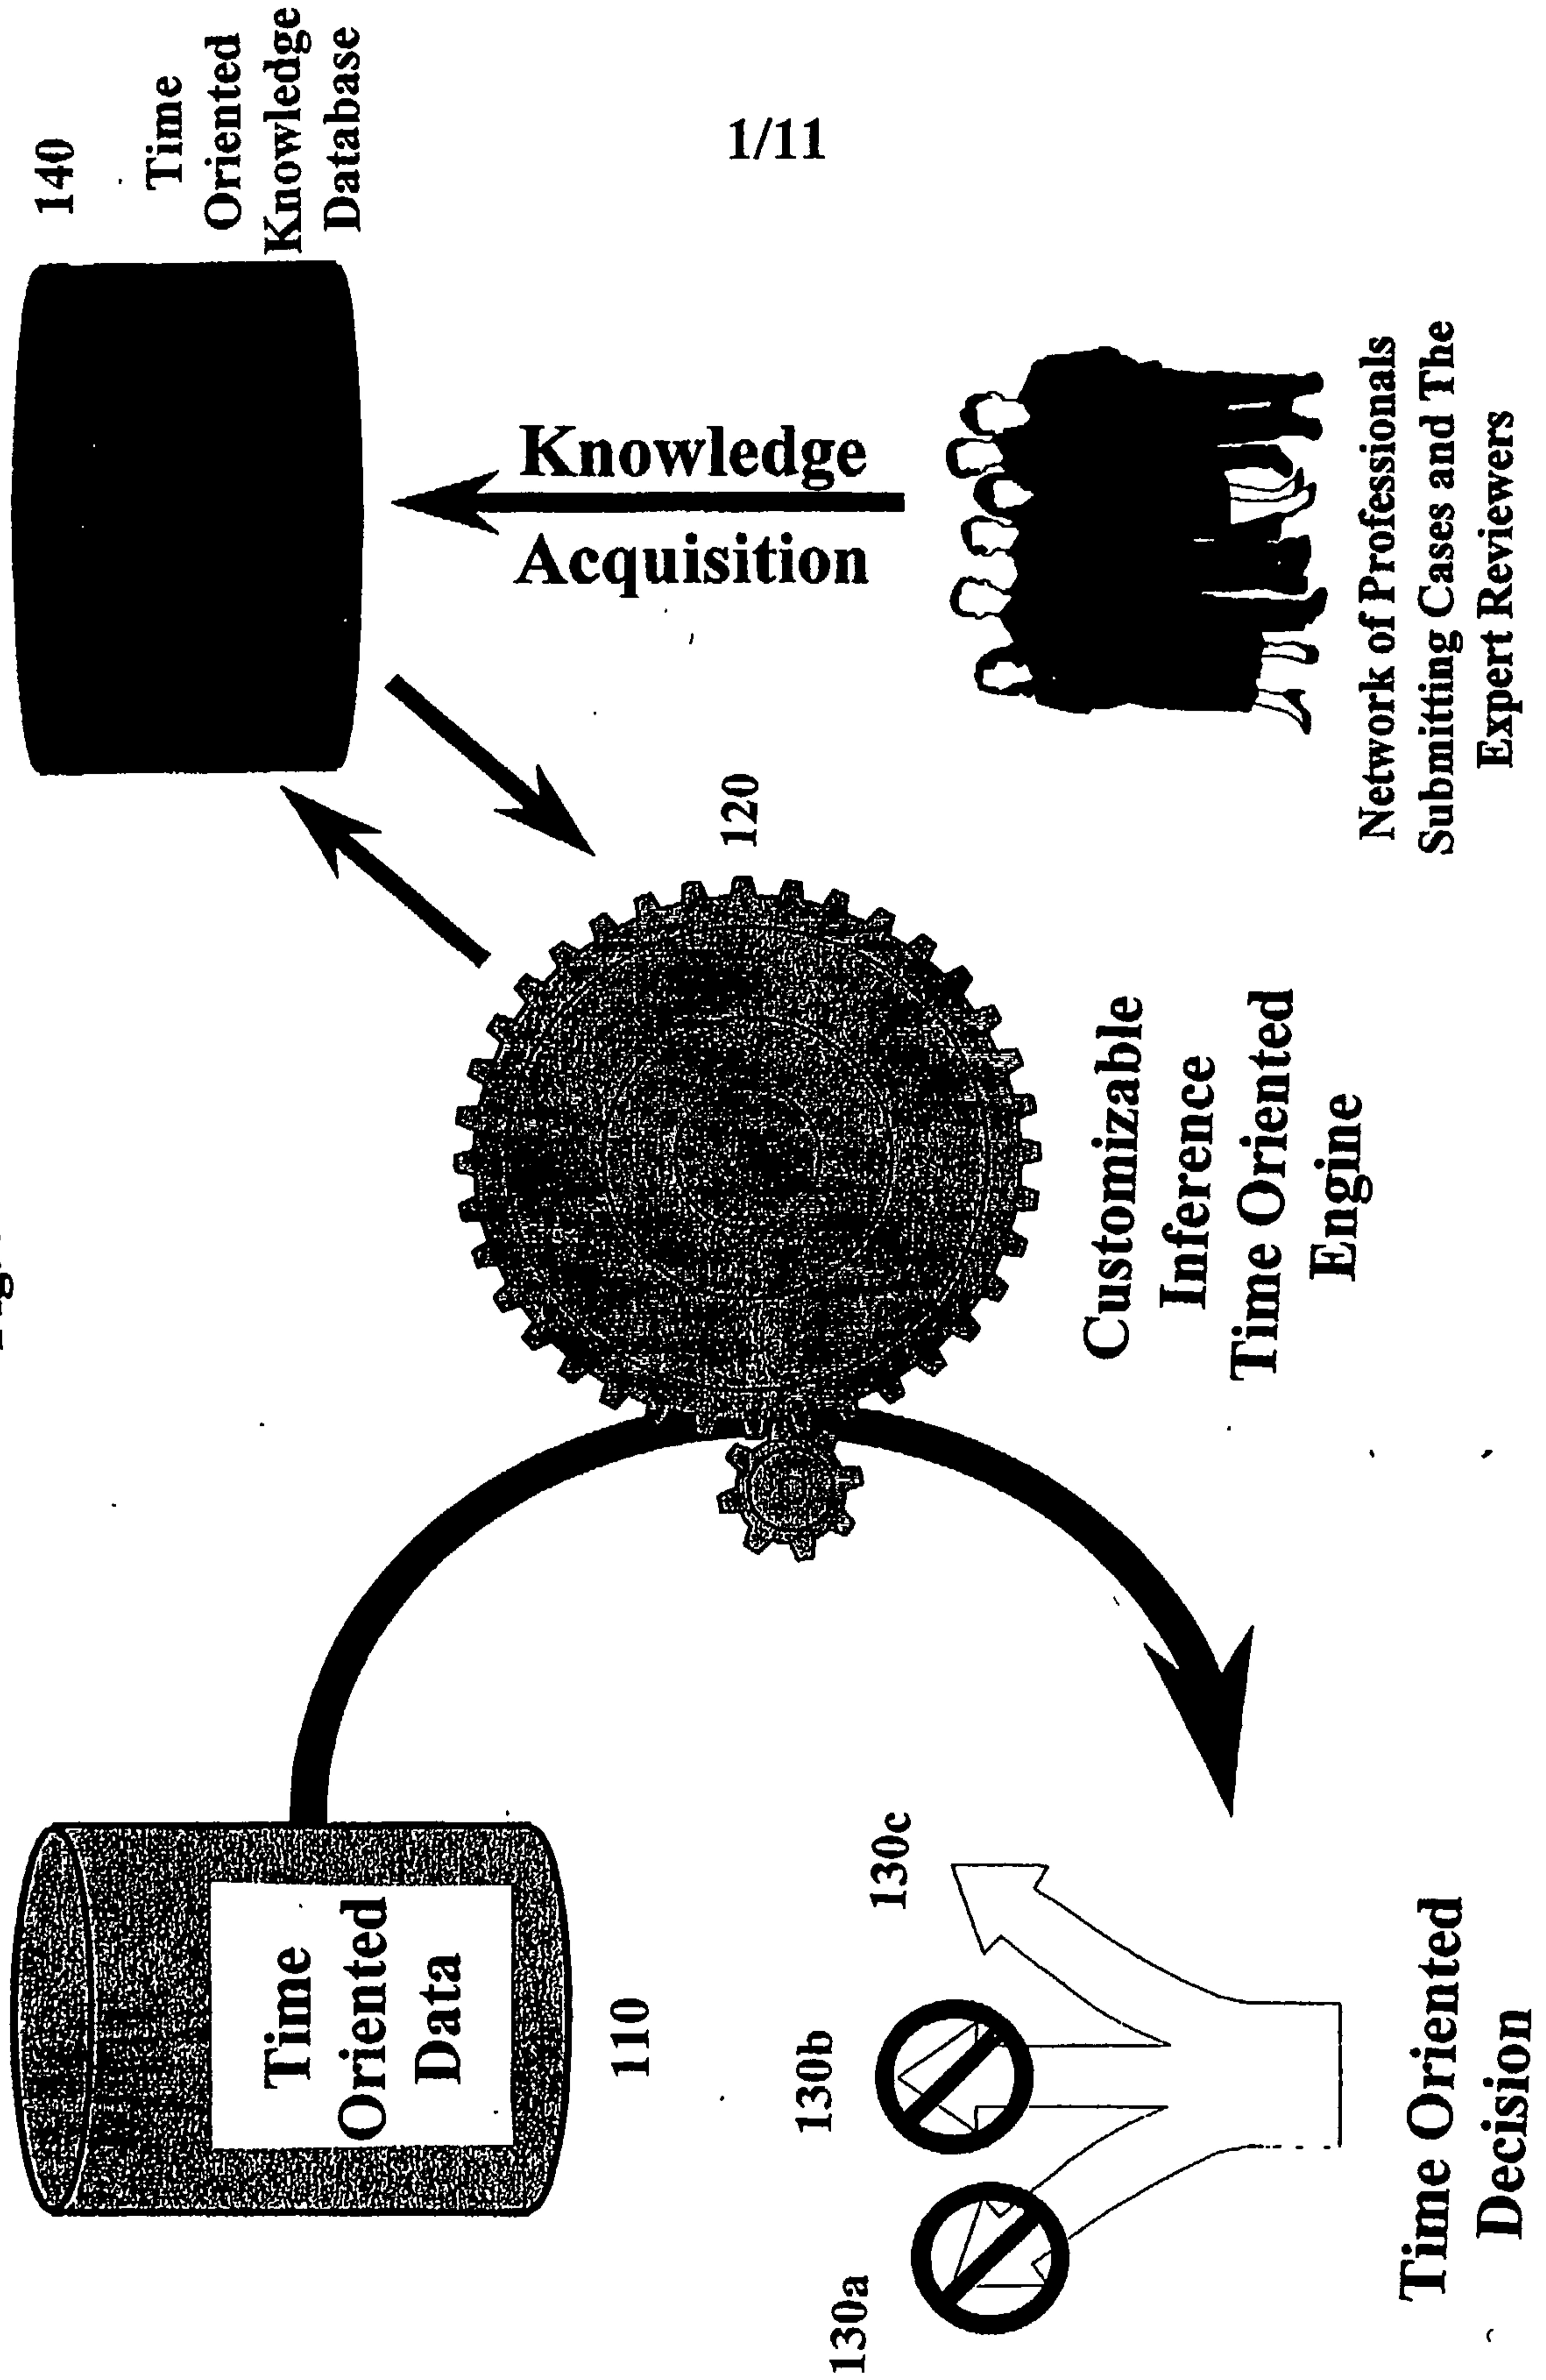 1/11
Time
Oriented
Data
110
140
Time
Oriented
Knowledge
Database
Knowledge
Acquisition
120
Customizable
Inference
Time Oriented
Engine
130a
130b
130c
Time Oriented
Decision
Network of Professionals
Submitting Cases and The
Expert Reviewers